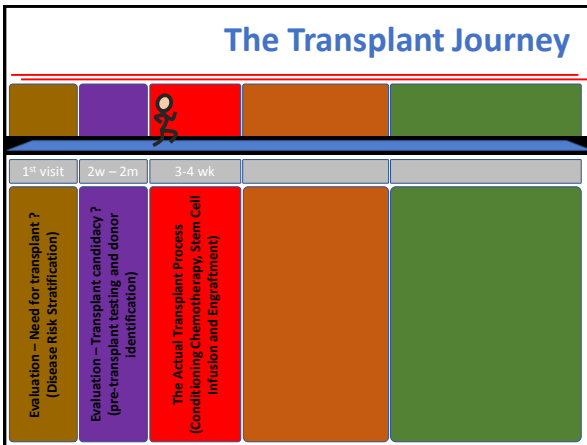 The Transplant Journey
1st visit
2w – 2m
3-4 wk
Evaluation – Need for transplant ?
(Disease Risk Stratification)
Evaluation – Transplant candidacy ?
(pre-transplant testing and donor
identification)
The Actual Transplant Process
(Conditioning Chemotherapy, Stem Cell
Infusion and Engraftment)